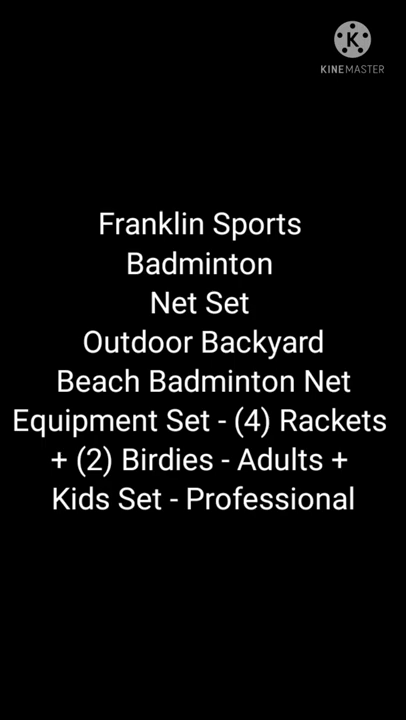 K
KINEMASTER
Franklin Sports
Badminton
Net Set
Outdoor Backyard
Beach Badminton Net
Equipment Set - (4) Rackets
+ (2) Birdies - Adults +
Kids Set - Professional